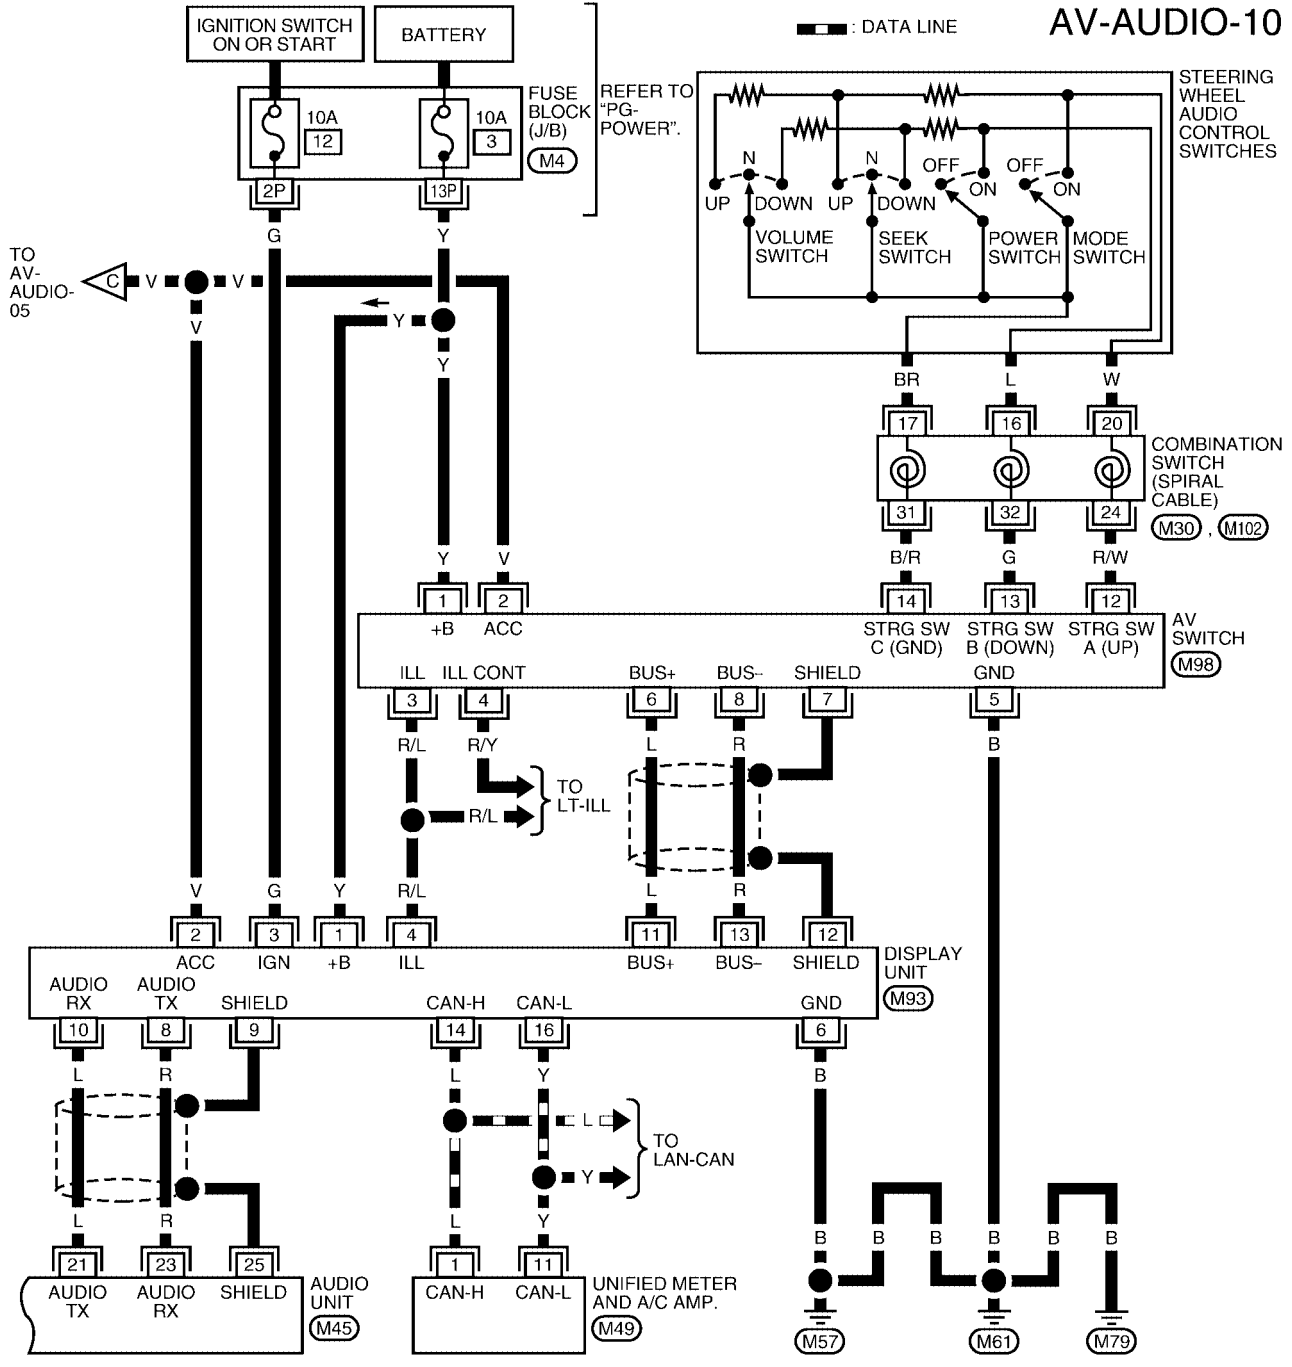 IGNITION SWITCH
ON OR START
BATTERY
: DATA LINE
AV-AUDIO-10
10A
12
10A
3
FUSE
BLOCK
(J/B)
M4
REFER TO
"PG-
POWER".
2P
13P
G
Y
STEERING
WHEEL
AUDIO
CONTROL
SWITCHES
N
UP
DOWN
VOLUME
SWITCH
N
UP
DOWN
SEEK
SWITCH
OFF
ON
POWER
SWITCH
OFF
ON
MODE
SWITCH
TO
AV-
AUDIO-
05
C
V
V
V
Y
Y
BR
L
W
17
16
20
COMBINATION
SWITCH
(SPIRAL
CABLE)
M30 , M102
31
32
24
B/R
G
R/W
Y
V
1
2
14
13
12
+B
ACC
STRG SW
C (GND)
STRG SW
B (DOWN)
STRG SW
A (UP)
AV
SWITCH
M98
ILL
ILL CONT
BUS+
BUS–
SHIELD
GND
3
4
6
8
7
5
R/L
R/Y
L
R
B
TO
LT-ILL
R/L
V
G
Y
R/L
L
R
2
3
1
4
11
13
12
ACC
IGN
+B
ILL
BUS+
BUS–
SHIELD
DISPLAY
UNIT
M93
AUDIO
RX
AUDIO
TX
SHIELD
CAN-H
CAN-L
GND
10
8
9
14
16
6
L
R
L
Y
B
L
Y
TO
LAN-CAN
L
R
L
Y
B
B
B
B
B
B
21
23
25
1
11
AUDIO
TX
AUDIO
RX
SHIELD
AUDIO
UNIT
M45
CAN-H
CAN-L
UNIFIED METER
AND A/C AMP.
M49
M57
M61
M79